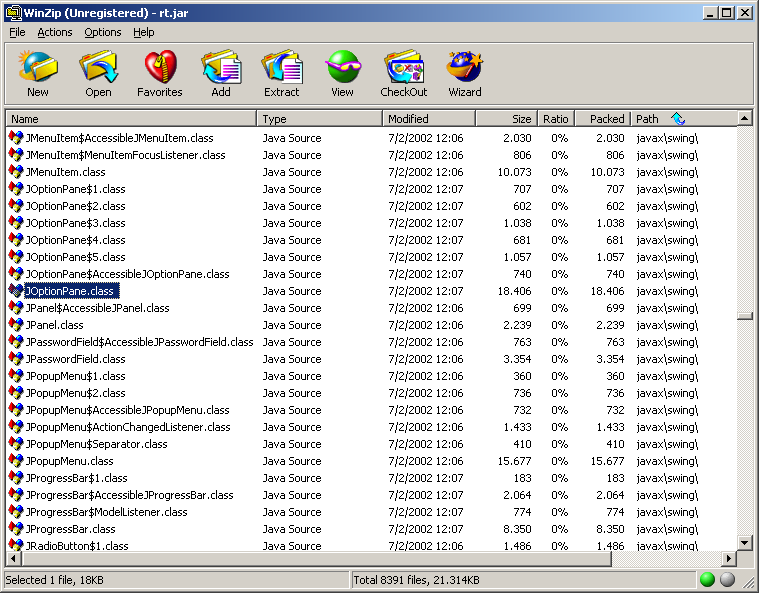 WinZip (Unregistered) - rt.jar
File Actions Options Help
New Open Favorites Add Extract View CheckOut Wizard
Name Type Modified Size Ratio Packed Path
JMenuItem$AccessibleJMenuItem.class Java Source 7/2/2002 12:06 2.030 0% 2.030 javax\swing\
JMenuItem$MenuItemFocusListener.class Java Source 7/2/2002 12:06 806 0% 806 javax\swing\
JMenuItem.class Java Source 7/2/2002 12:06 10.073 0% 10.073 javax\swing\
JOptionPane$1.class Java Source 7/2/2002 12:07 707 0% 707 javax\swing\
JOptionPane$2.class Java Source 7/2/2002 12:07 602 0% 602 javax\swing\
JOptionPane$3.class Java Source 7/2/2002 12:07 1.038 0% 1.038 javax\swing\
JOptionPane$4.class Java Source 7/2/2002 12:07 681 0% 681 javax\swing\
JOptionPane$5.class Java Source 7/2/2002 12:07 1.057 0% 1.057 javax\swing\
JOptionPane$AccessibleJOptionPane.class Java Source 7/2/2002 12:07 740 0% 740 javax\swing\
JOptionPane.class Java Source 7/2/2002 12:07 18.406 0% 18.406 javax\swing\
JPanel$AccessibleJPanel.class Java Source 7/2/2002 12:06 699 0% 699 javax\swing\
JPanel.class Java Source 7/2/2002 12:06 2.239 0% 2.239 javax\swing\
JPasswordField$AccessibleJPasswordField.class Java Source 7/2/2002 12:06 763 0% 763 javax\swing\
JPasswordField.class Java Source 7/2/2002 12:06 3.354 0% 3.354 javax\swing\
JPopupMenu$1.class Java Source 7/2/2002 12:06 360 0% 360 javax\swing\
JPopupMenu$2.class Java Source 7/2/2002 12:06 736 0% 736 javax\swing\
JPopupMenu$AccessibleJPopupMenu.class Java Source 7/2/2002 12:06 732 0% 732 javax\swing\
JPopupMenu$ActionChangedListener.class Java Source 7/2/2002 12:06 1.433 0% 1.433 javax\swing\
JPopupMenu$Separator.class Java Source 7/2/2002 12:06 410 0% 410 javax\swing\
JPopupMenu.class Java Source 7/2/2002 12:06 15.677 0% 15.677 javax\swing\
JProgressBar$1.class Java Source 7/2/2002 12:07 183 0% 183 javax\swing\
JProgressBar$AccessibleJProgressBar.class Java Source 7/2/2002 12:07 2.064 0% 2.064 javax\swing\
JProgressBar$ModelListener.class Java Source 7/2/2002 12:07 774 0% 774 javax\swing\
JProgressBar.class Java Source 7/2/2002 12:07 8.350 0% 8.350 javax\swing\
JRadioButton$1.class Java Source 7/2/2002 12:06 1.486 0% 1.486 javax\swing\
Selected 1 file, 18KB Total 8391 files, 21.314KB